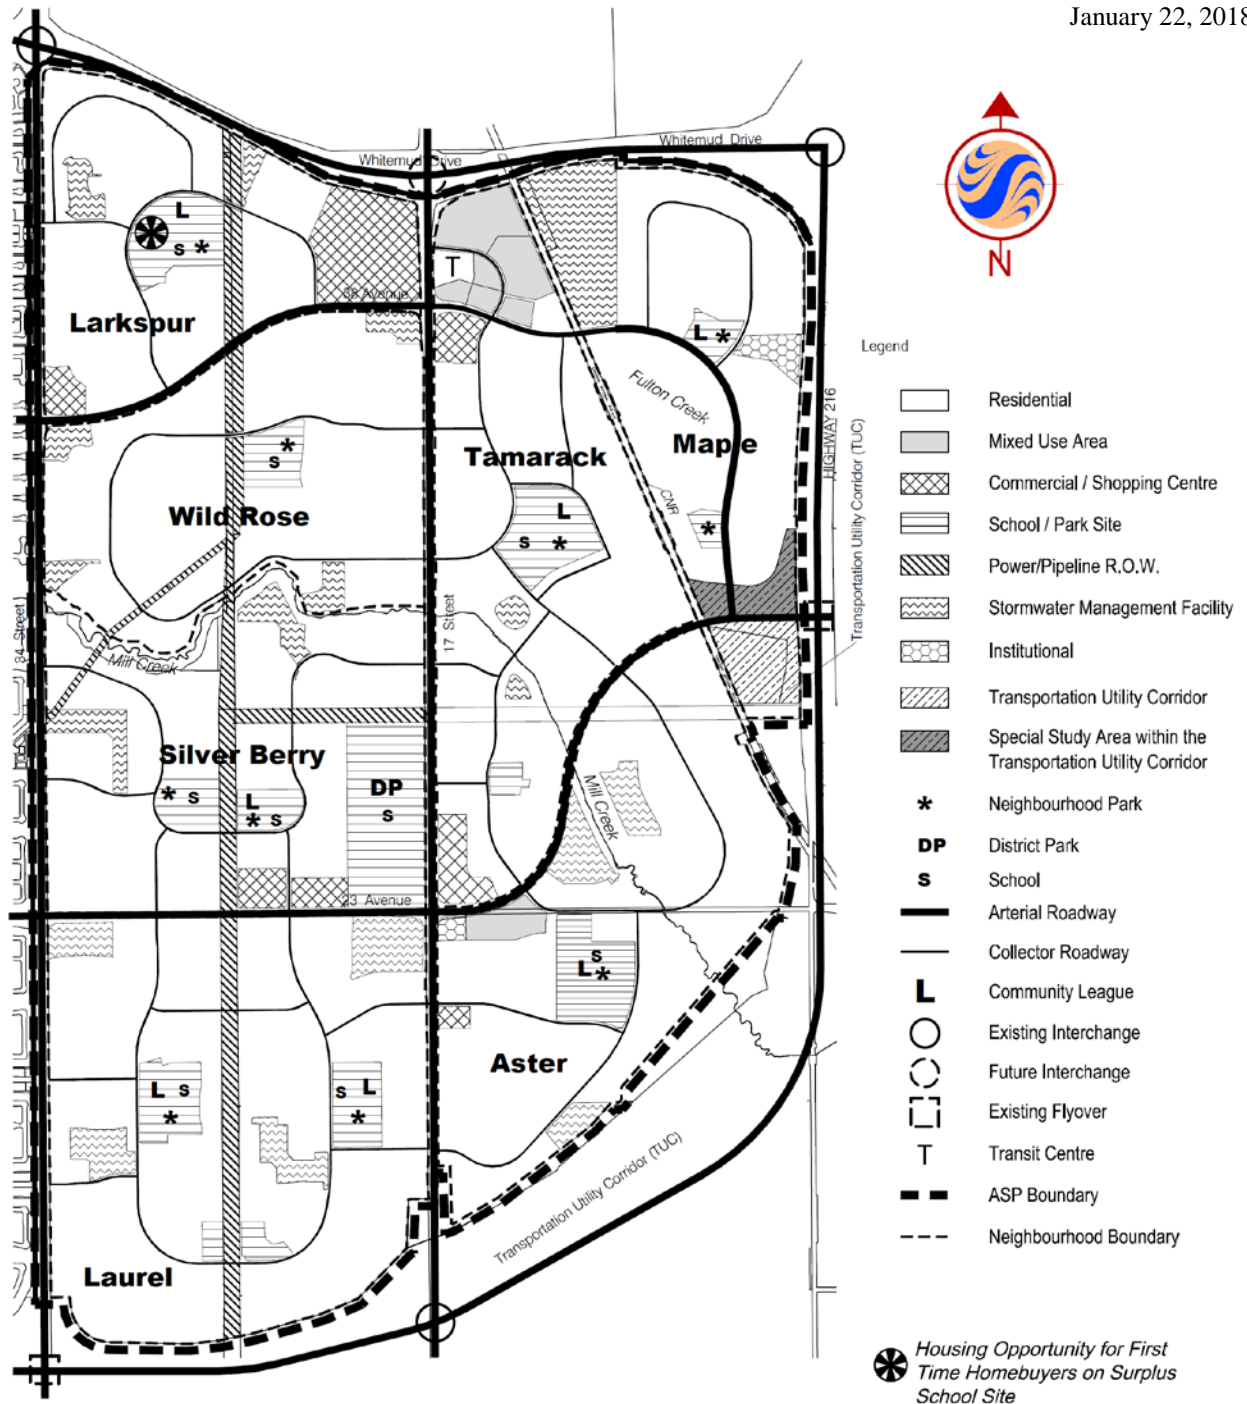 January 22, 2018
Whitemud Drive
Whitemud Drive
L
S *
T
38 Avenue
Larkspur
L *
Legend
Fulton Creek
HIGHWAY 216
Transportation Utility Corridor (TUC)
Maple
Tamarack
*
S
Wild Rose
CNR
L
S *
*
34 Street
17 Street
Mill Creek
Silver Berry
DP
S
* S
L
* S
Mill Creek
23 Avenue
S
L *
Aster
L S
*
S L
*
Transportation Utility Corridor (TUC)
Laurel
N
Residential
Mixed Use Area
Commercial / Shopping Centre
School / Park Site
Power/Pipeline R.O.W.
Stormwater Management Facility
Institutional
Transportation Utility Corridor
Special Study Area within the
Transportation Utility Corridor
* Neighbourhood Park
DP District Park
S School
Arterial Roadway
Collector Roadway
L Community League
Existing Interchange
Future Interchange
Existing Flyover
T Transit Centre
ASP Boundary
Neighbourhood Boundary
Housing Opportunity for First
Time Homebuyers on Surplus
School Site